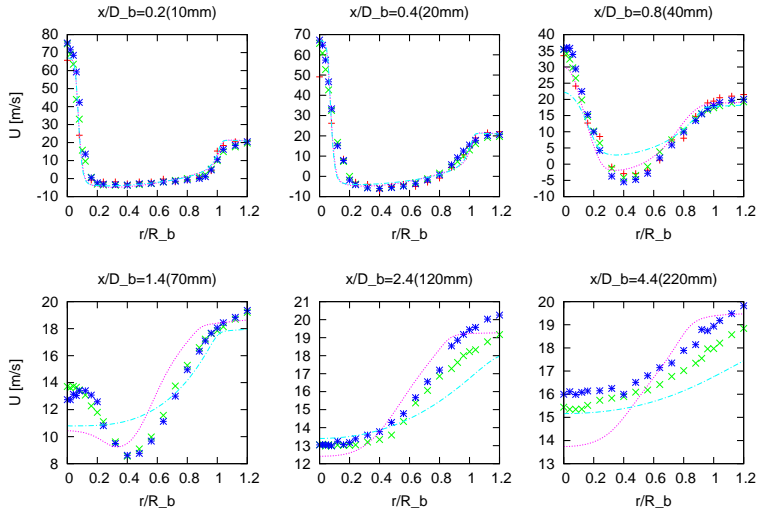 x/D_b=0.2(10mm)
x/D_b=0.4(20mm)
x/D_b=0.8(40mm)
U [m/s]
80
70
60
50
40
30
20
10
0
-10
0 0.2 0.4 0.6 0.8 1 1.2
r/R_b
70
60
50
40
30
20
10
0
-10
0 0.2 0.4 0.6 0.8 1 1.2
r/R_b
40
35
30
25
20
15
10
5
0
-5
-10
0 0.2 0.4 0.6 0.8 1 1.2
r/R_b
x/D_b=1.4(70mm)
x/D_b=2.4(120mm)
x/D_b=4.4(220mm)
U [m/s]
20
18
16
14
12
10
8
0 0.2 0.4 0.6 0.8 1 1.2
r/R_b
21
20
19
18
17
16
15
14
13
12
0 0.2 0.4 0.6 0.8 1 1.2
r/R_b
20
19
18
17
16
15
14
13
0 0.2 0.4 0.6 0.8 1 1.2
r/R_b